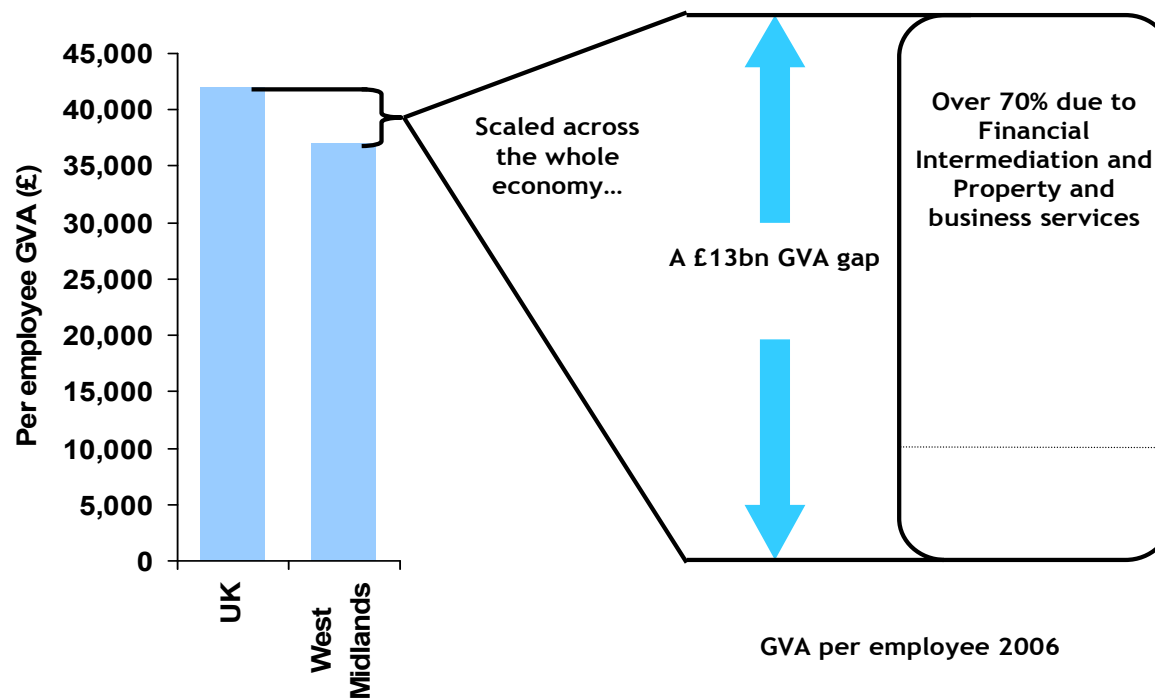 Per employee GVA (£)
45,000
40,000
35,000
30,000
25,000
20,000
15,000
10,000
5,000
0
UK
West
Midlands
Scaled across
the whole
economy...
A £13bn GVA gap
Over 70% due to
Financial
Intermediation and
Property and
business services
GVA per employee 2006